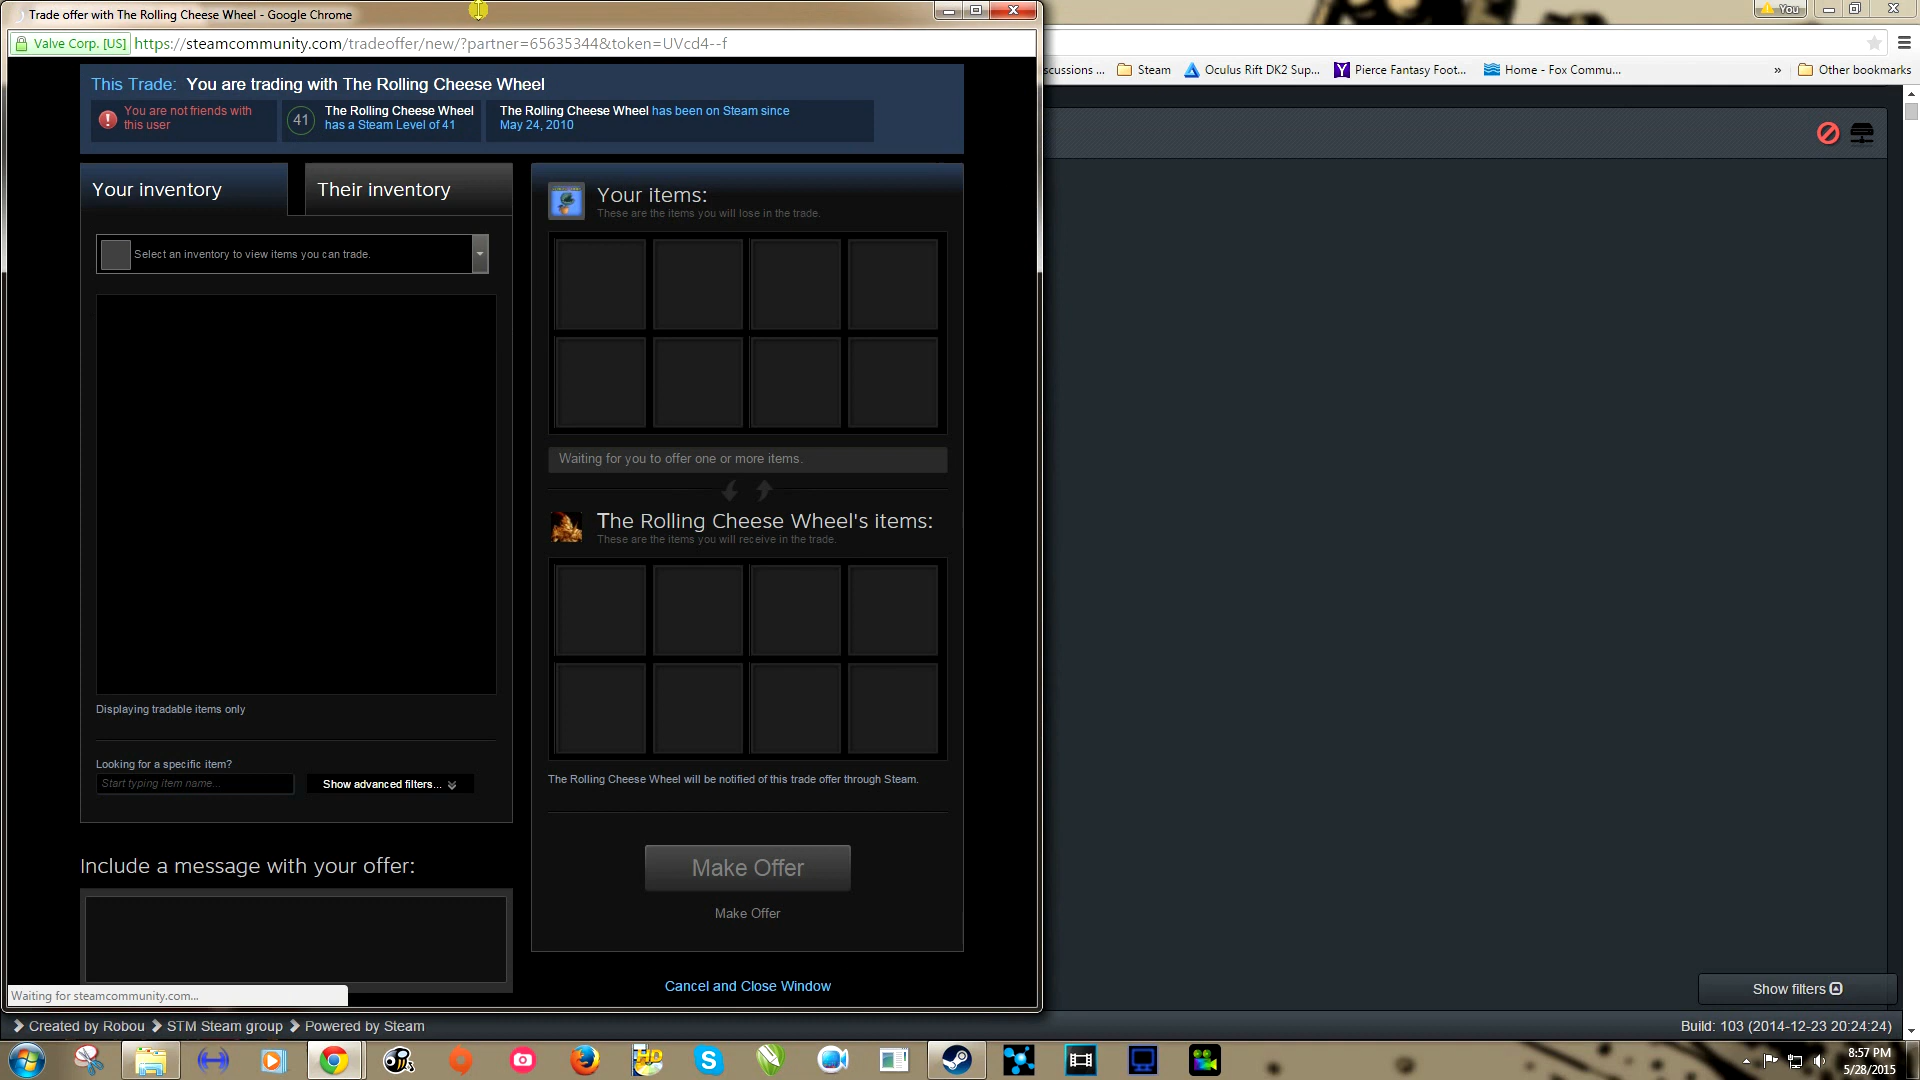 Trade offer with The Rolling Cheese Wheel - Google Chrome
You
Valve Corp. [US] https://steamcommunity.com/tradeoffer/new/?partner=65635344&token=UVcd4--f
scussions ... Steam Oculus Rift DK2 Sup... Pierce Fantasy Foot... Home - Fox Commu... » Other bookmarks
This Trade: You are trading with The Rolling Cheese Wheel
You are not friends with
this user
41
The Rolling Cheese Wheel
has a Steam Level of 41
The Rolling Cheese Wheel has been on Steam since
May 24, 2010
Your inventory
Their inventory
Select an inventory to view items you can trade.
Displaying tradable items only
Looking for a specific item?
Start typing item name...
Show advanced filters...
Include a message with your offer:
Your items:
These are the items you will lose in the trade.
Waiting for you to offer one or more items.
The Rolling Cheese Wheel's items:
These are the items you will receive in the trade.
The Rolling Cheese Wheel will be notified of this trade offer through Steam.
Make Offer
Make Offer
Cancel and Close Window
Waiting for steamcommunity.com...
Show filters
Created by Robou STM Steam group Powered by Steam
Build: 103 (2014-12-23 20:24:24)
8:57 PM
5/28/2015